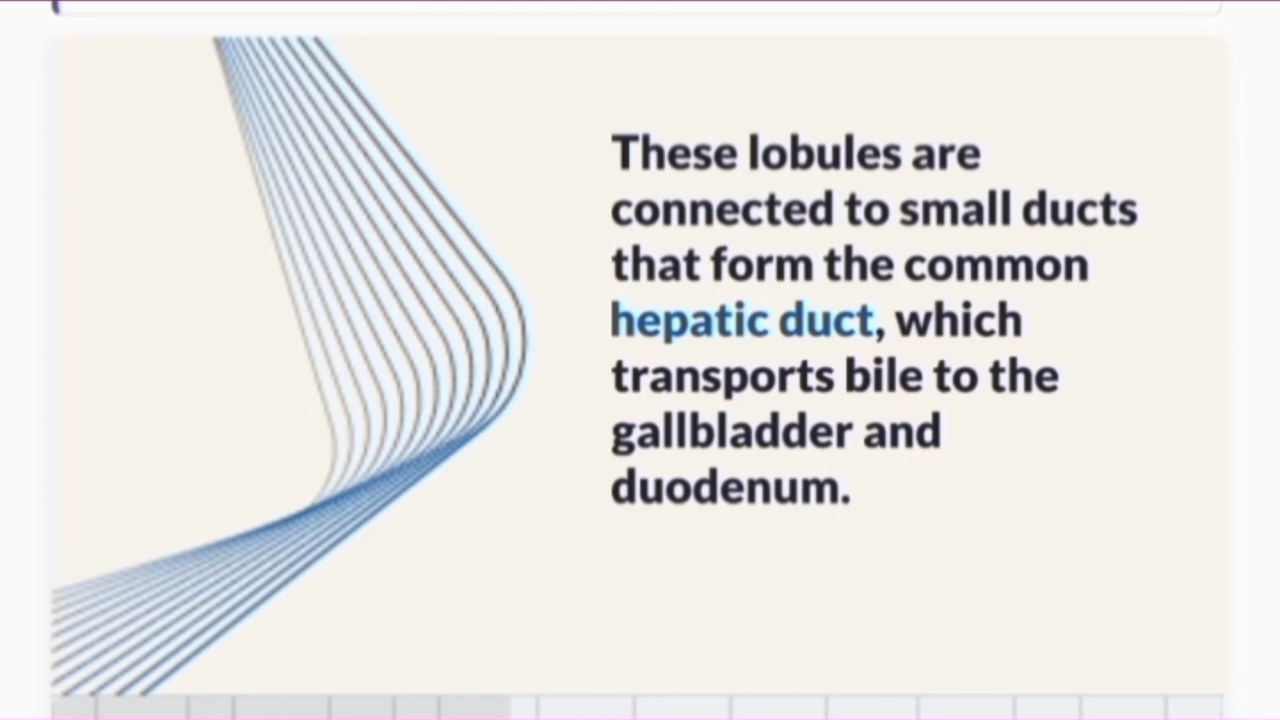 These lobules are
connected to small ducts
that form the common
hepatic duct, which
transports bile to the
gallbladder and
duodenum.